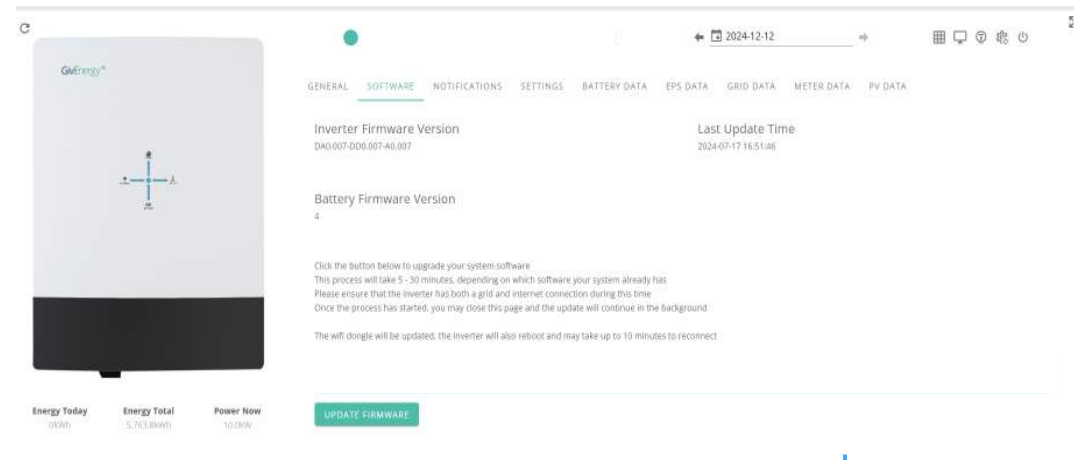 GivEnergy
2024-12-12
GENERAL SOFTWARE NOTIFICATIONS SETTINGS BATTERY DATA EPS DATA GRID DATA METER DATA PV DATA
Inverter Firmware Version
DA0.007-DD0.007-A0.007
Last Update Time
2024-07-17 16:51:46
Battery Firmware Version
4
Click the button below to upgrade your system software
This process will take 5 - 30 minutes, depending on which software your system already has
Please ensure that the inverter has both a grid and internet connection during this time
Once the process has started, you may close this page and the update will continue in the background
The wifi dongle will be updated, the inverter will also reboot and may take up to 10 minutes to reconnect
UPDATE FIRMWARE
Energy Today Energy Total Power Now
0kWh 5,763.8kWh 10.0kW